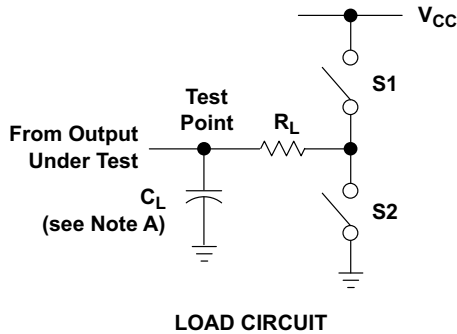 VCC
S1
Test
Point
RL
From Output
Under Test
CL
(see Note A)
S2
LOAD CIRCUIT